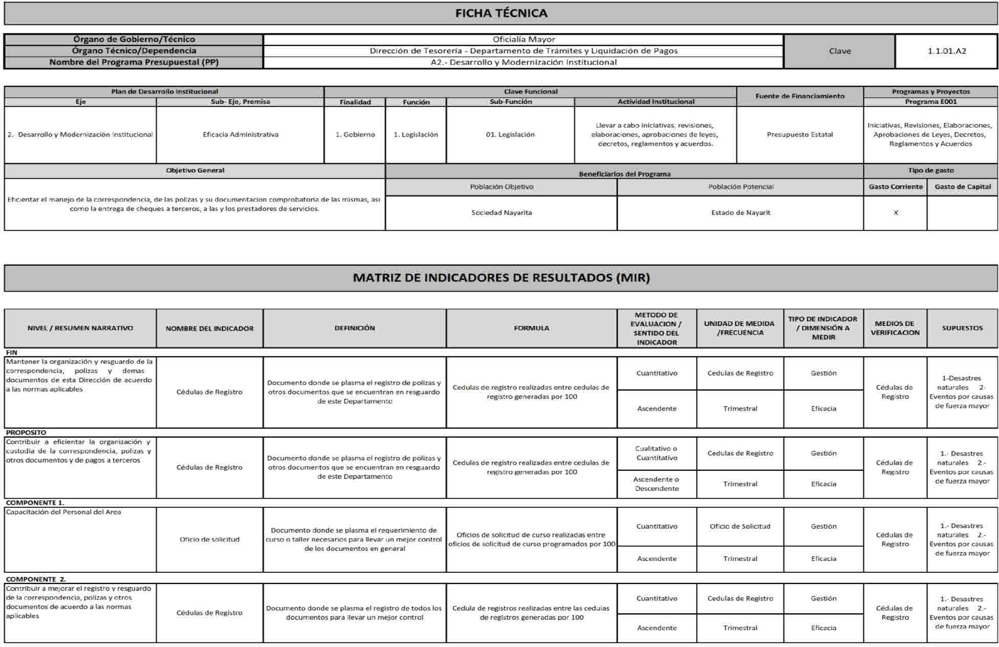 FICHA TÉCNICA
Órgano de Gobierno/Técnico
Oficialía Mayor
Órgano Técnico/Dependencia
Dirección de Tesorería - Departamento de Trámites y Liquidación de Pagos
Nombre del Programa Presupuestal (PP)
A2.- Desarrollo y Modernización Institucional
Clave
1.1.01.A2
Plan de Desarrollo Institucional
Clave Funcional
Fuente de Financiamiento
Programas y Proyectos
Eje
Sub- Eje, Premisa
Finalidad
Función
Sub-Función
Actividad Institucional
Programa E001
2.- Desarrollo y Modernización Institucional
Eficacia Administrativa
1. Gobierno
1. Legislación
01. Legislación
Llevar a cabo iniciativas, revisiones,
elaboraciones, aprobaciones de leyes,
decretos, reglamentos y acuerdos.
Presupuesto Estatal
Iniciativas, Revisiones, Elaboraciones,
Aprobaciones de Leyes, Decretos,
Reglamentos y Acuerdos
Objetivo General
Beneficiarios del Programa
Tipo de gasto
Población Objetivo
Población Potencial
Gasto Corriente
Gasto de Capital
Eficientar el manejo de la correspondencia, de las polizas y su documentacion comprobatoria de las mismas, asi
como la entrega de cheques a terceros, a las y los prestadores de servicios.
Sociedad Nayarita
Estado de Nayarit
X
MATRIZ DE INDICADORES DE RESULTADOS (MIR)
NIVEL / RESUMEN NARRATIVO
NOMBRE DEL INDICADOR
DEFINICIÓN
FORMULA
METODO DE
EVALUACION /
SENTIDO DEL
INDICADOR
UNIDAD DE MEDIDA
/FRECUENCIA
TIPO DE INDICADOR
/ DIMENSIÓN A
MEDIR
MEDIOS DE
VERIFICACION
SUPUESTOS
FIN
Mantener la organización y resguardo de la
correspondencia, polizas y demas
documentos de esta Dirección de acuerdo
a las normas aplicables
Cédulas de Registro
Documento donde se plasma el registro de polizas y
otros documentos que se encuentran en resguardo
de este Departamento
Cedulas de registro realizadas entre cedulas de
registro generadas por 100
Cuantitativo
Cedulas de Registro
Gestión
Ascendente
Trimestral
Eficacia
Cédulas de
Registro
1-Desastres
naturales 2-
Eventos por causas
de fuerza mayor
PROPOSITO
Contribuir a eficientar la organización y
custodia de la correspondencia, polizas y
otros documentos y de pagos a terceros
Cédulas de Registro
Documento donde se plasma el registro de polizas y
otros documentos que se encuentran en resguardo
de este Departamento
Cedulas de registro realizadas entre cedulas de
registro generadas por 100
Cualitativo o
Cuantitativo
Cedulas de Registro
Gestión
Ascendente o
Descendente
Trimestral
Eficacia
Cédulas de
Registro
1.- Desastres
naturales 2.-
Eventos por causas
de fuerza mayor
COMPONENTE 1.
Capacitación del Personal del Area
Oficio de solicitud
Documento donde se plasma el requerimiento de
curso o taller necesarios para llevar un mejor control
de los documentos en general
Oficios de solicitud de curso realizadas entre
oficios de solicitud de curso programados por 100
Cuantitativo
Oficio de Solicitud
Gestión
Ascendente
Trimestral
Eficacia
Cédulas de
Registro
1.- Desastres
naturales 2.-
Eventos por causas
de fuerza mayor
COMPONENTE 2.
Contribuir a mejorar el registro y resguardo
de la correspondencia, polizas y otros
documentos de acuerdo a las normas
aplicables
Cédulas de Registro
Documento donde se plasma el registro de todos los
documentos para llevar un mejor control
Cedula de registros realizadas entre las cedulas
de registros generadas por 100
Cuantitativo
Cedulas de Registro
Gestión
Ascendente
Trimestral
Eficacia
Cédulas de
Registro
1.- Desastres
naturales 2.-
Eventos por causas
de fuerza mayor